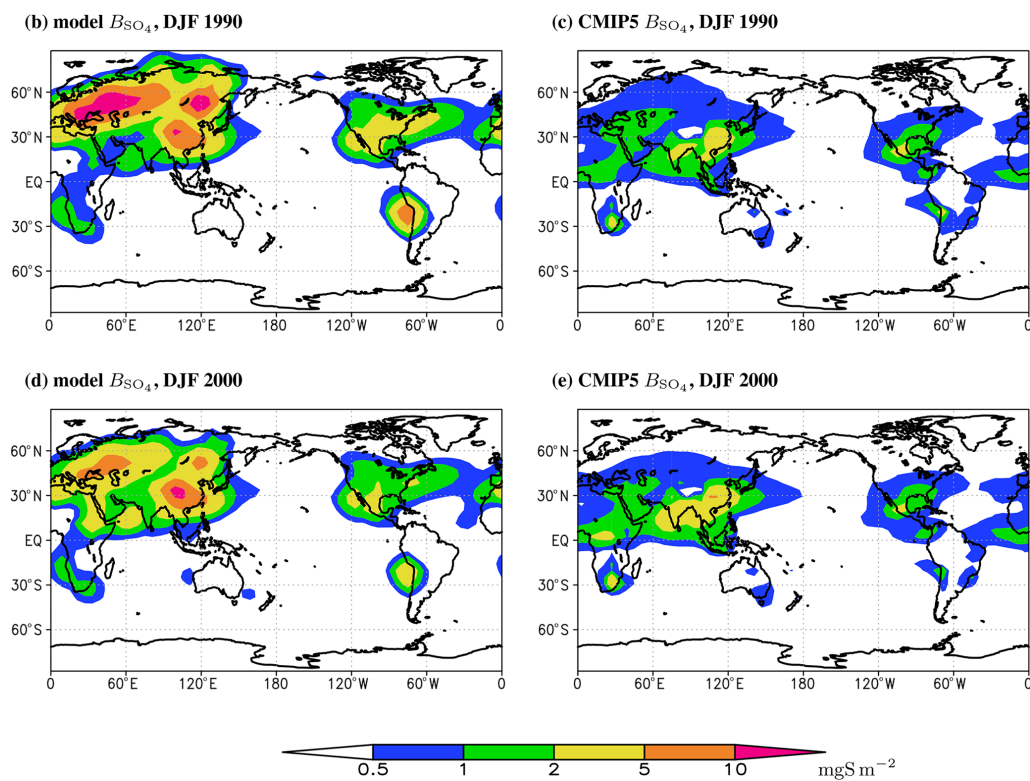 (b) model B_SO4, DJF 1990
(c) CMIP5 B_SO4, DJF 1990
60°N
30°N
EQ
30°S
60°S
0 60°E 120°E 180 120°W 60°W 0
60°N
30°N
EQ
30°S
60°S
0 60°E 120°E 180 120°W 60°W 0
(d) model B_SO4, DJF 2000
(e) CMIP5 B_SO4, DJF 2000
60°N
30°N
EQ
30°S
60°S
0 60°E 120°E 180 120°W 60°W 0
60°N
30°N
EQ
30°S
60°S
0 60°E 120°E 180 120°W 60°W 0
0.5 1 2 5 10 mgS m−2